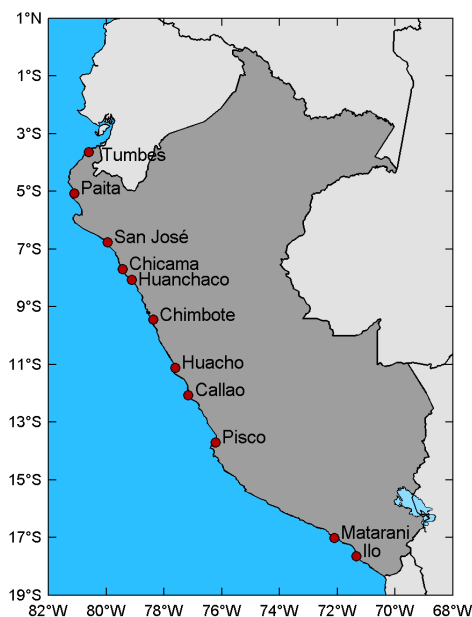 1°N
1°S
3°S
Tumbes
5°S
Paita
San José
7°S
Chicama
Huanchaco
9°S
Chimbote
11°S
Huacho
Callao
13°S
Pisco
15°S
17°S
Matarani
Ilo
19°S
82°W 80°W 78°W 76°W 74°W 72°W 70°W 68°W